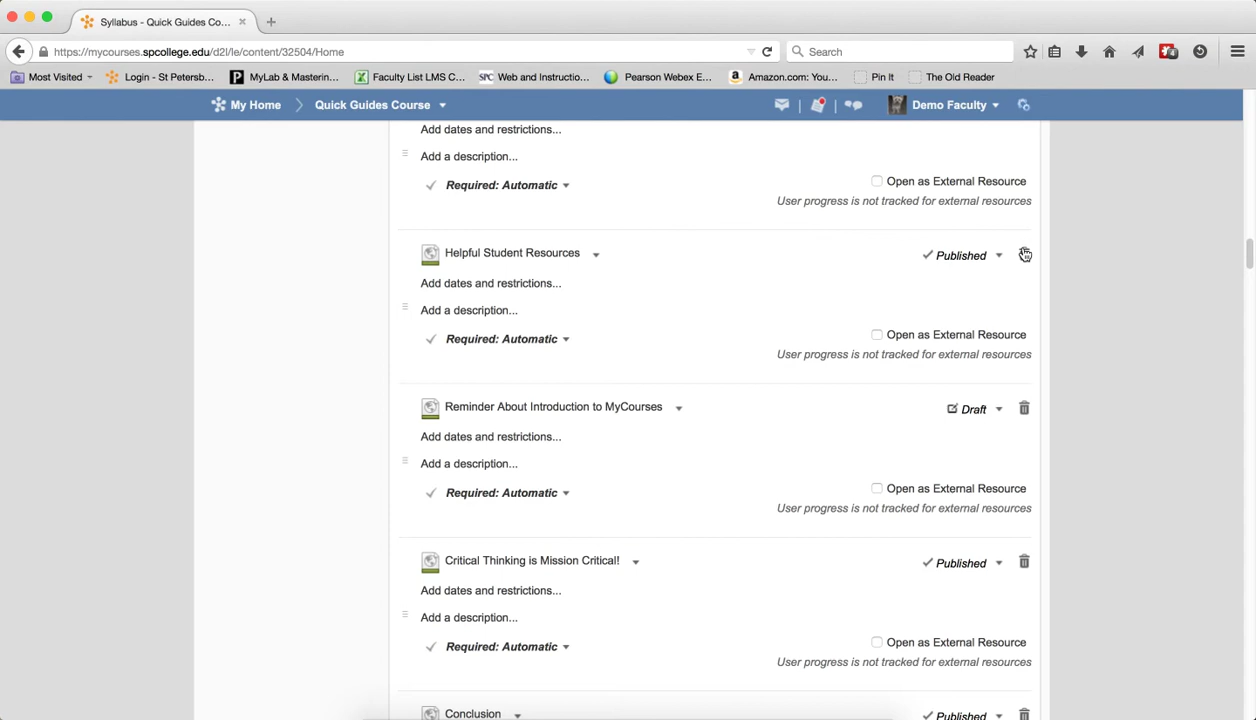 Syllabus - Quick Guides Co...
https://mycourses.spcollege.edu/d2l/le/content/32504/Home
Search
Most Visited
Login - St Petersb...
MyLab & Masterin...
Faculty List LMS C...
SPC Web and Instructio...
Pearson Webex E...
Amazon.com: You...
Pin It
The Old Reader
My Home
Quick Guides Course
Demo Faculty
Add dates and restrictions...
Add a description...
Required: Automatic
Open as External Resource
User progress is not tracked for external resources
Helpful Student Resources
Published
Add dates and restrictions...
Add a description...
Required: Automatic
Open as External Resource
User progress is not tracked for external resources
Reminder About Introduction to MyCourses
Draft
Add dates and restrictions...
Add a description...
Required: Automatic
Open as External Resource
User progress is not tracked for external resources
Critical Thinking is Mission Critical!
Published
Add dates and restrictions...
Add a description...
Required: Automatic
Open as External Resource
User progress is not tracked for external resources
Conclusion
Published